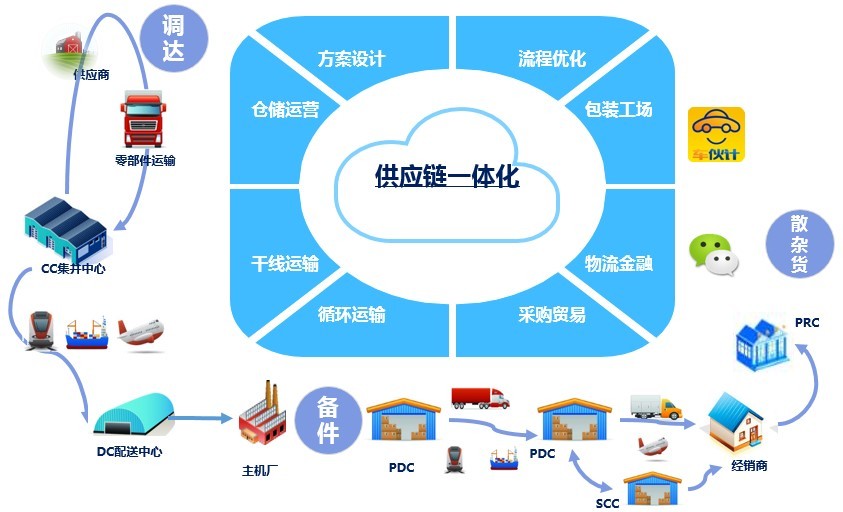 调
达
供应商
零部件运输
CC集并中心
DC配送中心
主机厂
方案设计
流程优化
仓储运营
包装工场
供应链一体化
干线运输
物流金融
循环运输
采购贸易
车伙计
散
杂
货
PRC
备
件
PDC
PDC
SCC
经销商